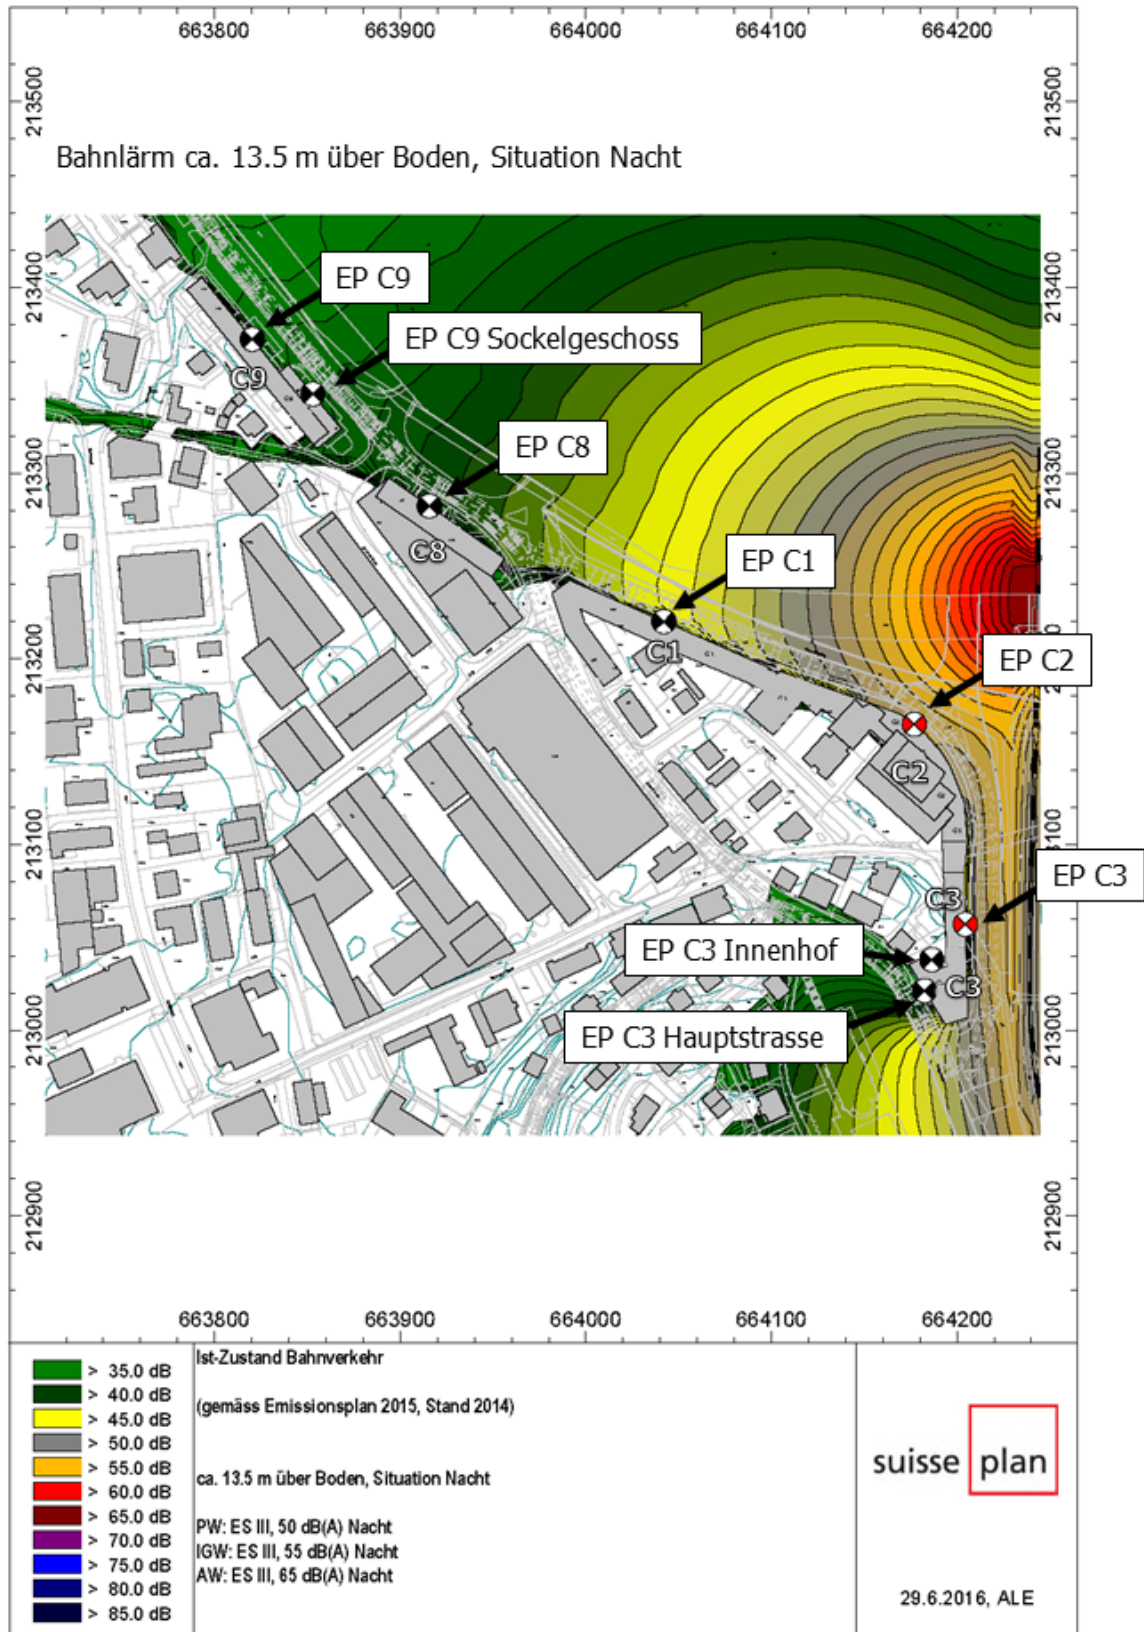 663800 663900 664000 664100 664200
213500 213500
Bahnlärm ca. 13.5 m über Boden, Situation Nacht
213400 213400
EP C9
EP C9 Sockelgeschoss
C9
213300 213300
EP C8
C8
EP C1
213200
C1
EP C2
C2
213100
EP C3
C3
EP C3 Innenhof
C3
213000 213000
EP C3 Hauptstrasse
212900 212900
663800 663900 664000 664100 664200
> 35.0 dB
> 40.0 dB
> 45.0 dB
> 50.0 dB
> 55.0 dB
> 60.0 dB
> 65.0 dB
> 70.0 dB
> 75.0 dB
> 80.0 dB
> 85.0 dB
Ist-Zustand Bahnverkehr
(gemäss Emissionsplan 2015, Stand 2014)
ca. 13.5 m über Boden, Situation Nacht
PW: ES III, 50 dB(A) Nacht
IGW: ES III, 55 dB(A) Nacht
AW: ES III, 65 dB(A) Nacht
suisse plan
29.6.2016, ALE